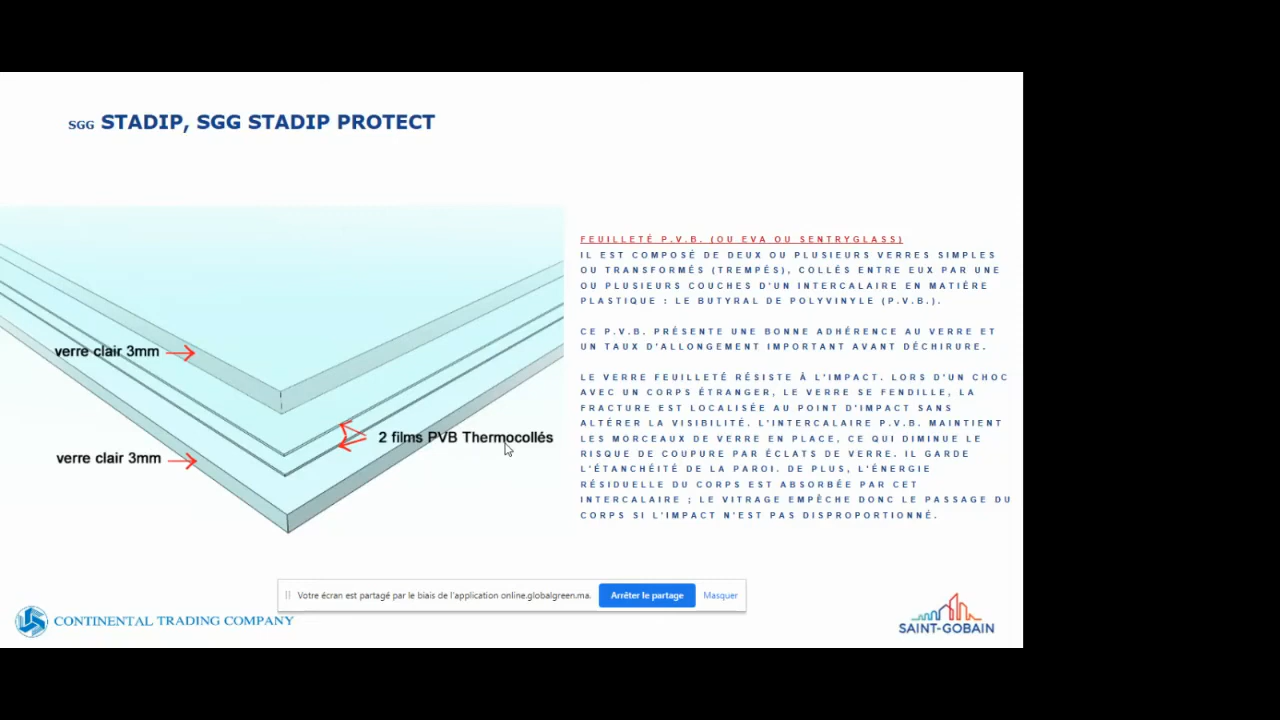 SGG STADIP, SGG STADIP PROTECT
verre clair 3mm
2 films PVB Thermocollés
verre clair 3mm
FEUILLETÉ P.V.B. (OU EVA OU SENTRYGLASS)
IL EST COMPOSÉ DE DEUX OU PLUSIEURS VERRES SIMPLES
OU TRANSFORMÉS (TREMPÉS), COLLÉS ENTRE EUX PAR UNE
OU PLUSIEURS COUCHES D'UN INTERCALAIRE EN MATIÈRE
PLASTIQUE : LE BUTYRAL DE POLYVINYLE (P.V.B.).
CE P.V.B. PRÉSENTE UNE BONNE ADHÉRENCE AU VERRE ET
UN TAUX D'ALLONGEMENT IMPORTANT AVANT DÉCHIRURE.
LE VERRE FEUILLETÉ RÉSISTE À L'IMPACT. LORS D'UN CHOC
AVEC UN CORPS ÉTRANGER, LE VERRE SE FENDILLE, LA
FRACTURE EST LOCALISÉE AU POINT D'IMPACT SANS
ALTÉRER LA VISIBILITÉ. L'INTERCALAIRE P.V.B. MAINTIENT
LES MORCEAUX DE VERRE EN PLACE, CE QUI DIMINUE LE
RISQUE DE COUPURE PAR ÉCLATS DE VERRE. IL GARDE
L'ÉTANCHÉITÉ DE LA PAROI. DE PLUS, L'ÉNERGIE
RÉSIDUELLE DU CORPS EST ABSORBÉE PAR CET
INTERCALAIRE ; LE VITRAGE EMPÊCHE DONC LE PASSAGE DU
CORPS SI L'IMPACT N'EST PAS DISPROPORTIONNÉ.
Votre écran est partagé par le biais de l'application online.globalgreen.ma.
Arrêter le partage
Masquer
CONTINENTAL TRADING COMPANY
SAINT-GOBAIN